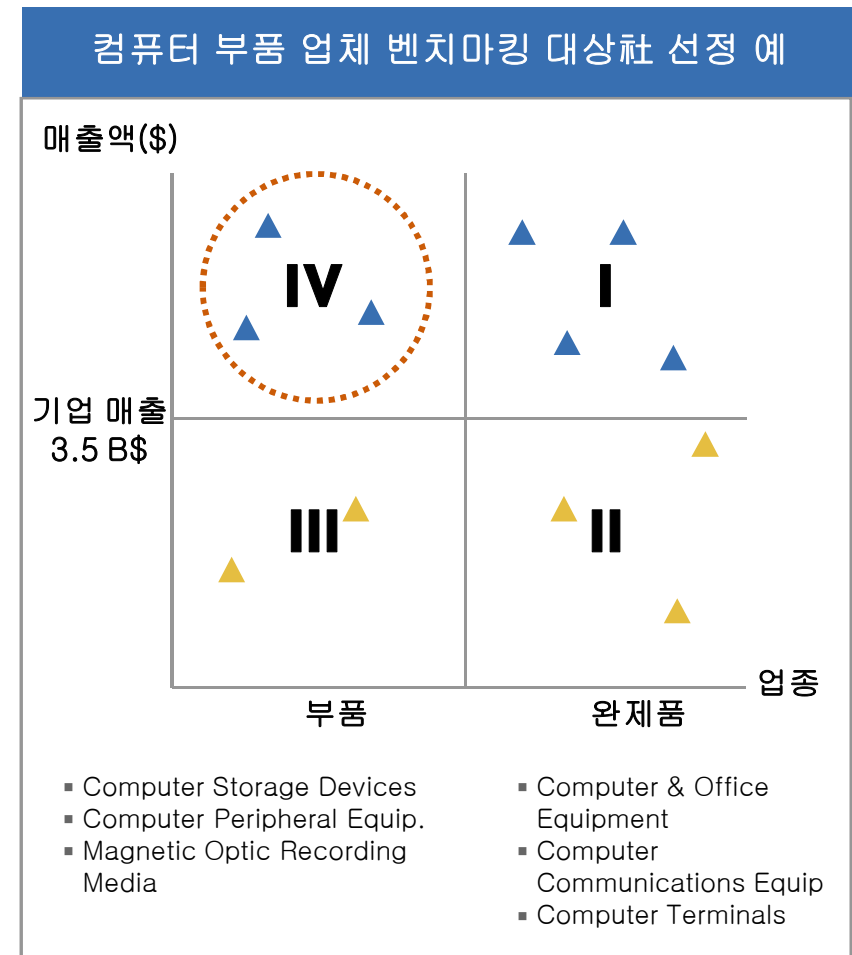 컴퓨터 부품 업체 벤치마킹 대상社 선정 예
매출액($)
IV
I
기업 매출
3.5 B$
III
II
업종
부품
완제품
▪ Computer Storage Devices
▪ Computer Peripheral Equip.
▪ Magnetic Optic Recording
Media
▪ Computer & Office
Equipment
▪ Computer
Communications Equip
▪ Computer Terminals